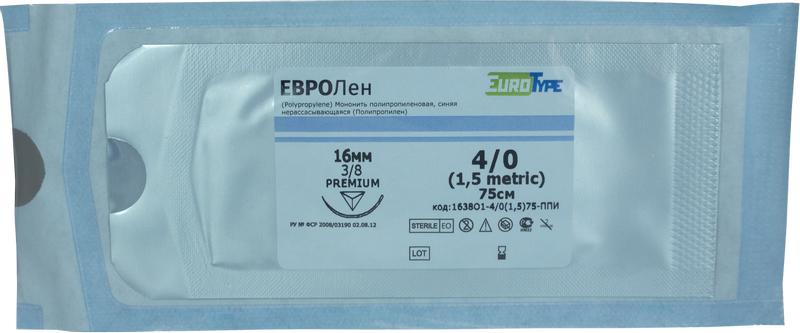 ЕВРОЛен
EUROTYPE
(Polypropylene) Мононить полипропиленовая, синяя
нерассасывающаяся (Полипропилен)
16мм
3/8
PREMIUM
4/0
(1,5 metric)
75см
код:163801-4/0(1,5)75-ППИ
РУ № ФСР 2008/03190 02.08.12
STERILE EO
LOT